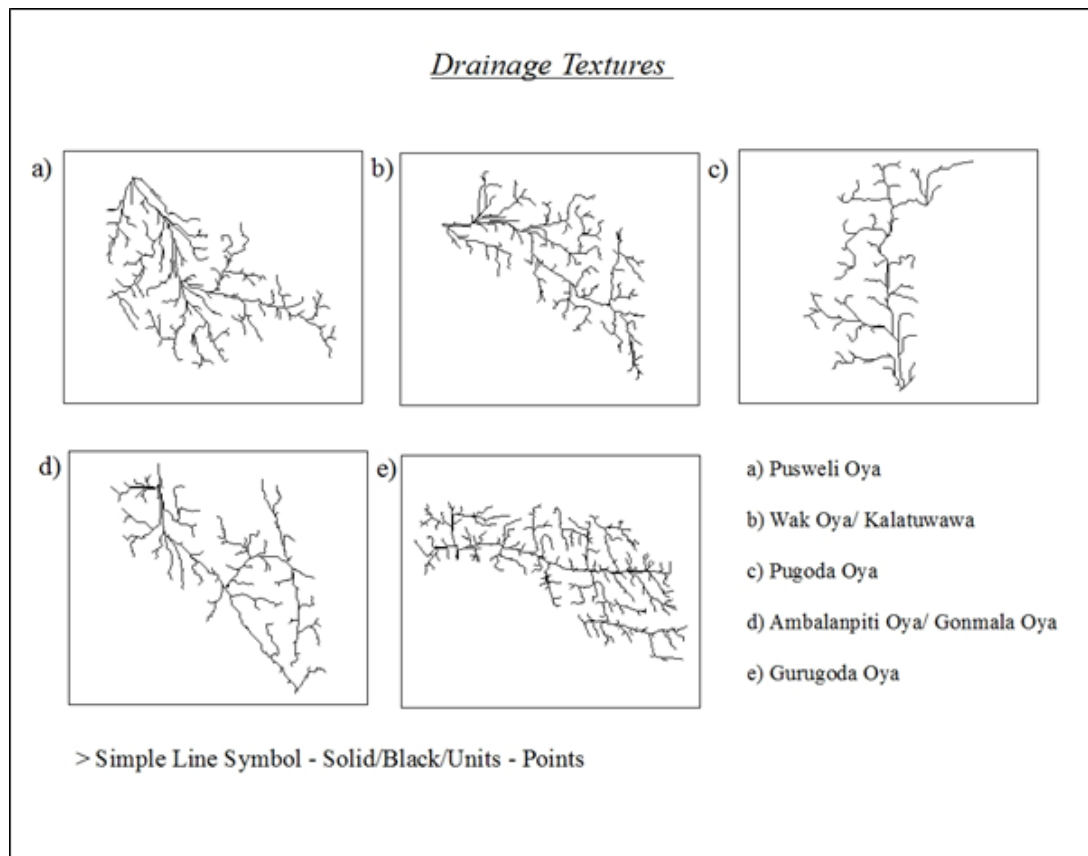 Drainage Textures
a)
b)
c)
d)
e)
a) Pusweli Oya
b) Wak Oya/ Kalatuwawa
c) Pugoda Oya
d) Ambalanpiti Oya/ Gonmala Oya
e) Gurugoda Oya
> Simple Line Symbol - Solid/Black/Units - Points